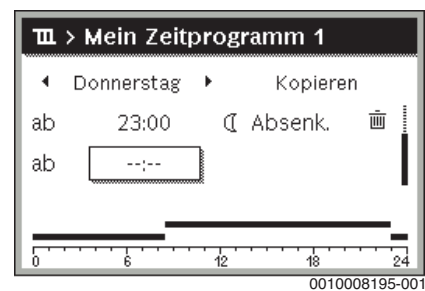 > Mein Zeitprogramm 1
Donnerstag Kopieren
ab 23:00 Absenk.
ab --:--
0 6 12 18 24
0010008195-001